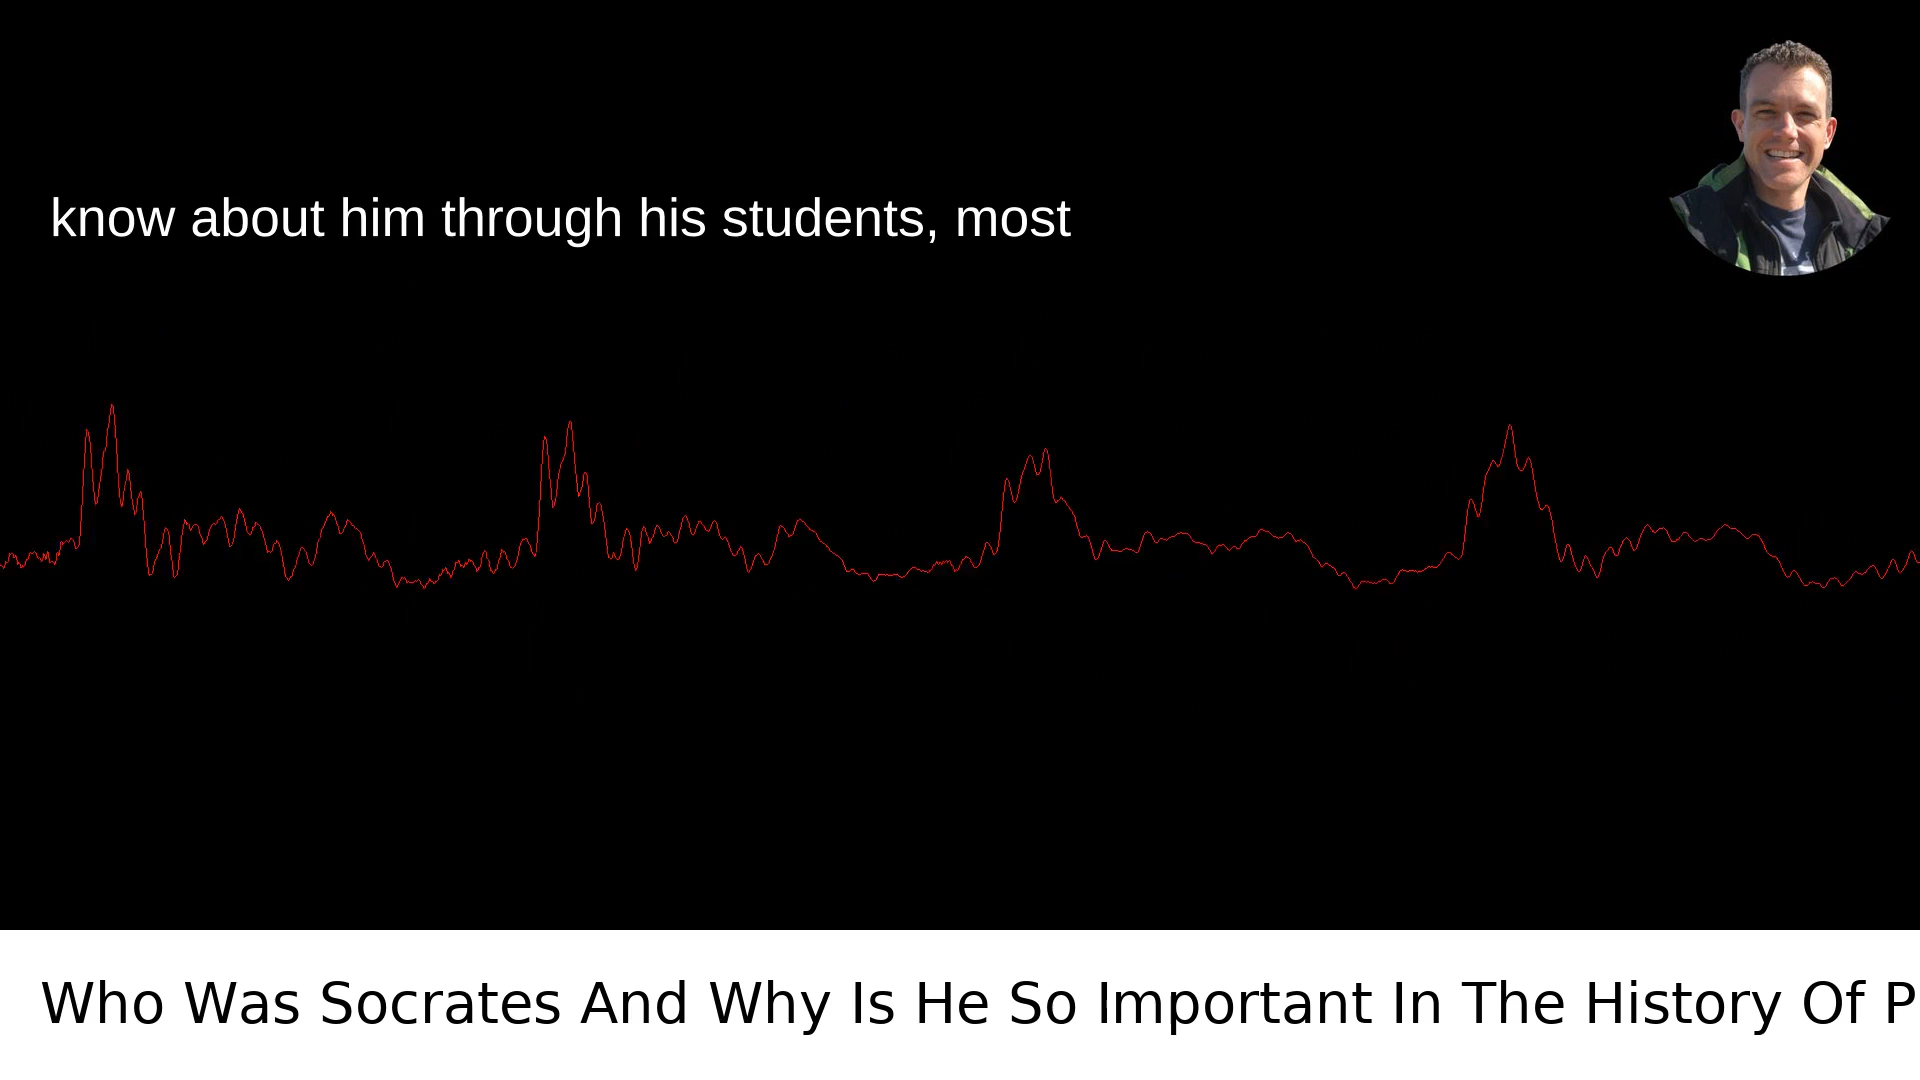 know about him through his students, most
Who Was Socrates And Why Is He So Important In The History Of P